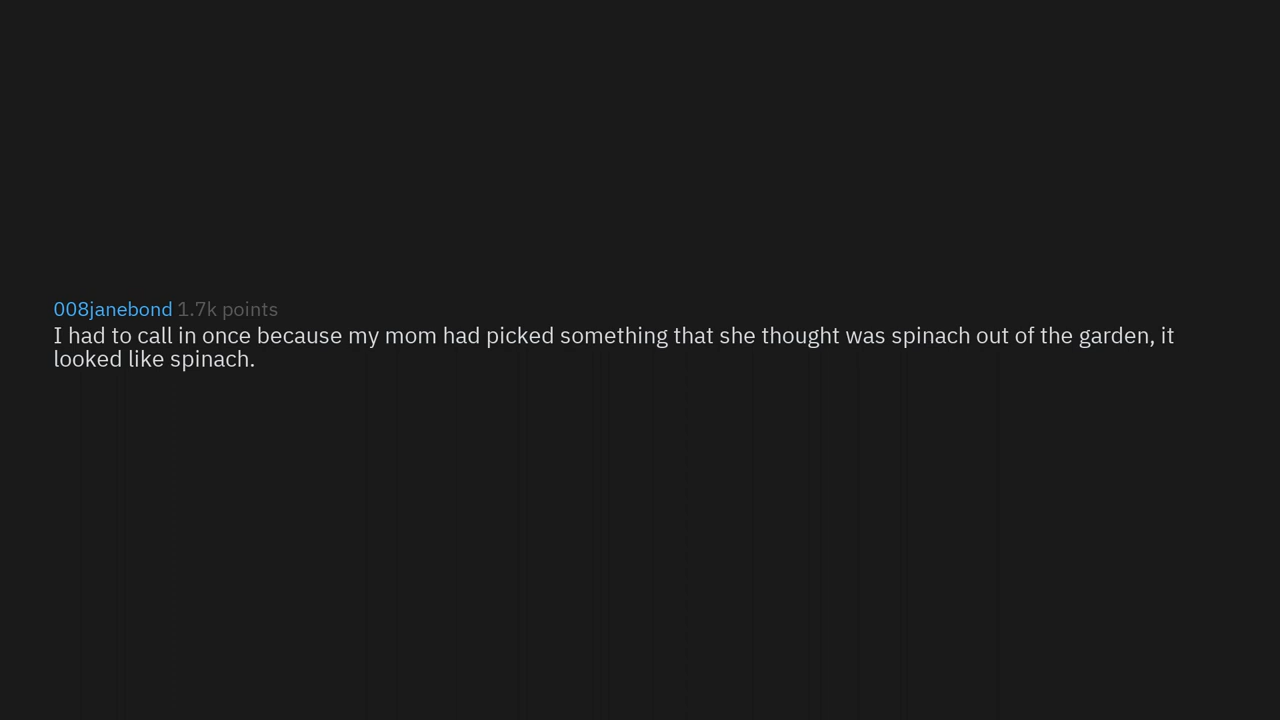 008janebond 1.7k points
I had to call in once because my mom had picked something that she thought was spinach out of the garden, it
looked like spinach.